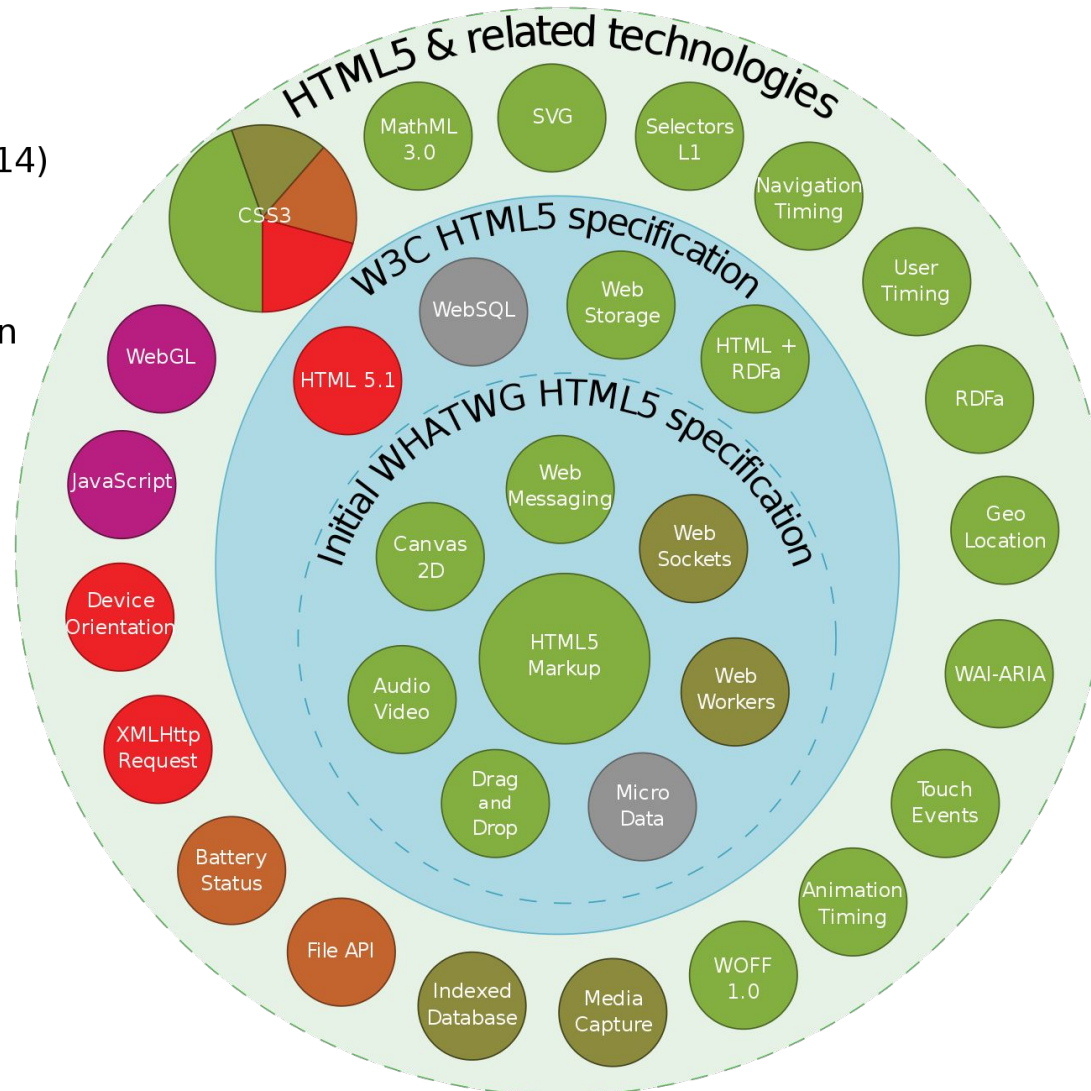 HTML5 & related technologies
14)
n
MathML
3.0
SVG
Selectors
L1
Navigation
Timing
User
Timing
RDFa
Geo
Location
WAI-ARIA
Touch
Events
Animation
Timing
WOFF
1.0
Media
Capture
Indexed
Database
File API
Battery
Status
XMLHttp
Request
Device
Orientation
JavaScript
WebGL
CSS3
W3C HTML5 specification
HTML 5.1
WebSQL
Web
Storage
HTML +
RDFa
Initial WHATWG HTML5 specification
Web
Messaging
Web
Sockets
Web
Workers
Micro
Data
Drag
and
Drop
Audio
Video
Canvas
2D
HTML5
Markup